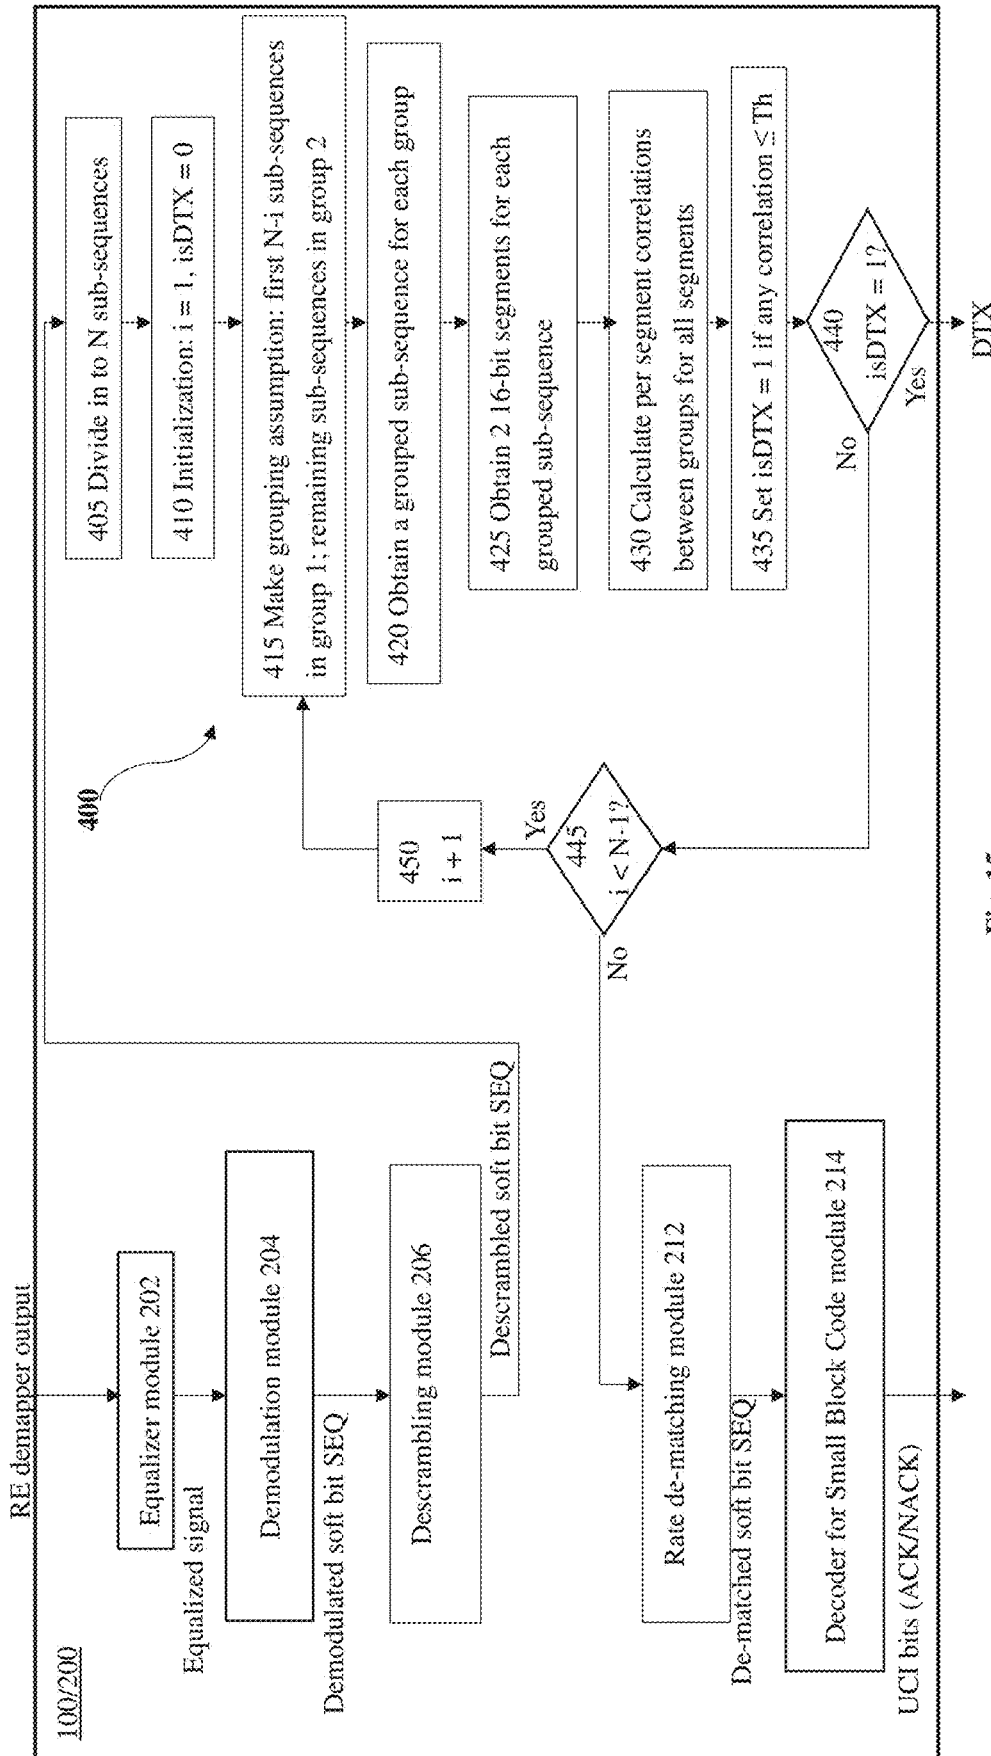 100/200
RE demapper output
Equalizer module 202
Equalized signal
Demodulation module 204
Demodulated soft bit SEQ
Descrambling module 206
Descrambled soft bit SEQ
Rate de-matching module 212
De-matched soft bit SEQ
Decoder for Small Block Code module 214
UCI bits (ACK/NACK)
400
405 Divide in to N sub-sequences
410 Initialization: i = 1, isDTX = 0
415 Make grouping assumption: first N-i sub-sequences
in group 1; remaining sub-sequences in group 2
420 Obtain a grouped sub-sequence for each group
425 Obtain 2 16-bit segments for each
grouped sub-sequence
430 Calculate per segment correlations
between groups for all segments
435 Set isDTX = 1 if any correlation ≤ Th
440
isDTX = 1?
No
Yes
DTX
445
i < N-1?
Yes
No
450
i + 1